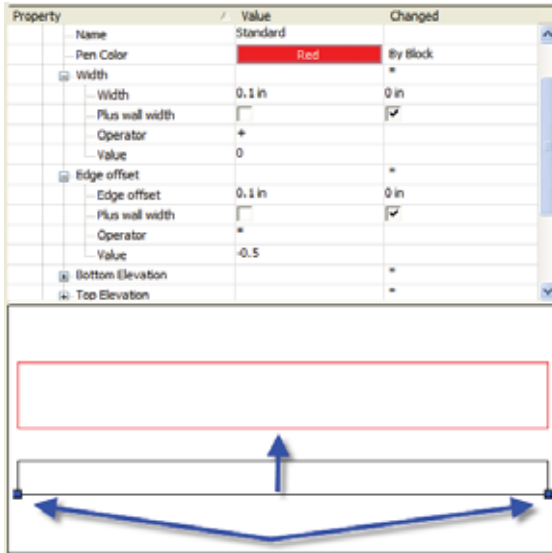 Property / Value Changed
Name Standard
Pen Color Red By Block
Width *
Width 0.1 in 0 in
Plus wall width
Operator +
Value 0
Edge offset *
Edge offset 0.1 in 0 in
Plus wall width
Operator *
Value -0.5
Bottom Elevation *
Top Elevation *